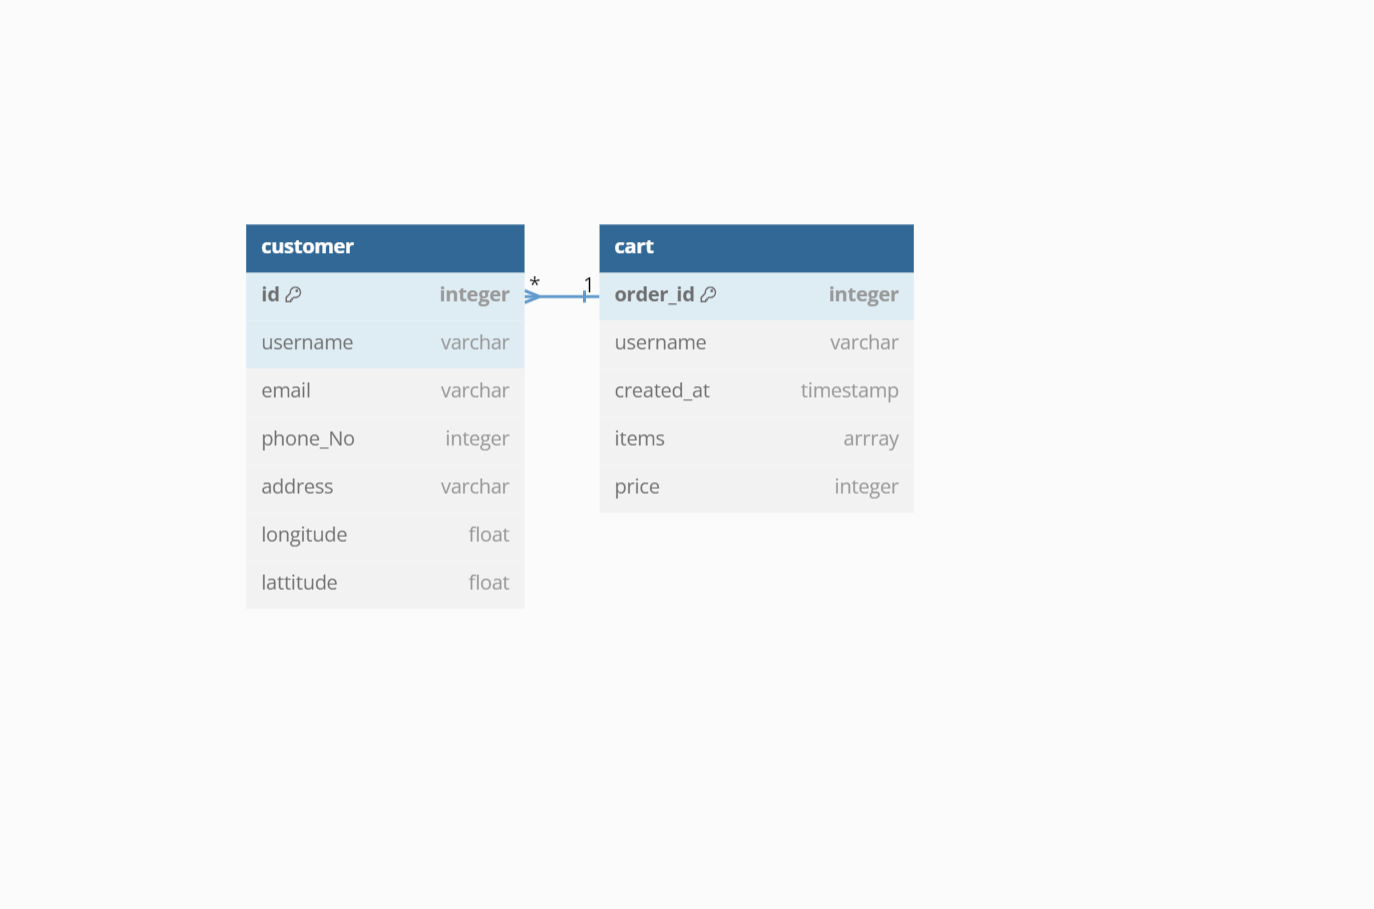 customer
id integer
username varchar
email varchar
phone_No integer
address varchar
longitude float
lattitude float
* 1
cart
order_id integer
username varchar
created_at timestamp
items arrray
price integer